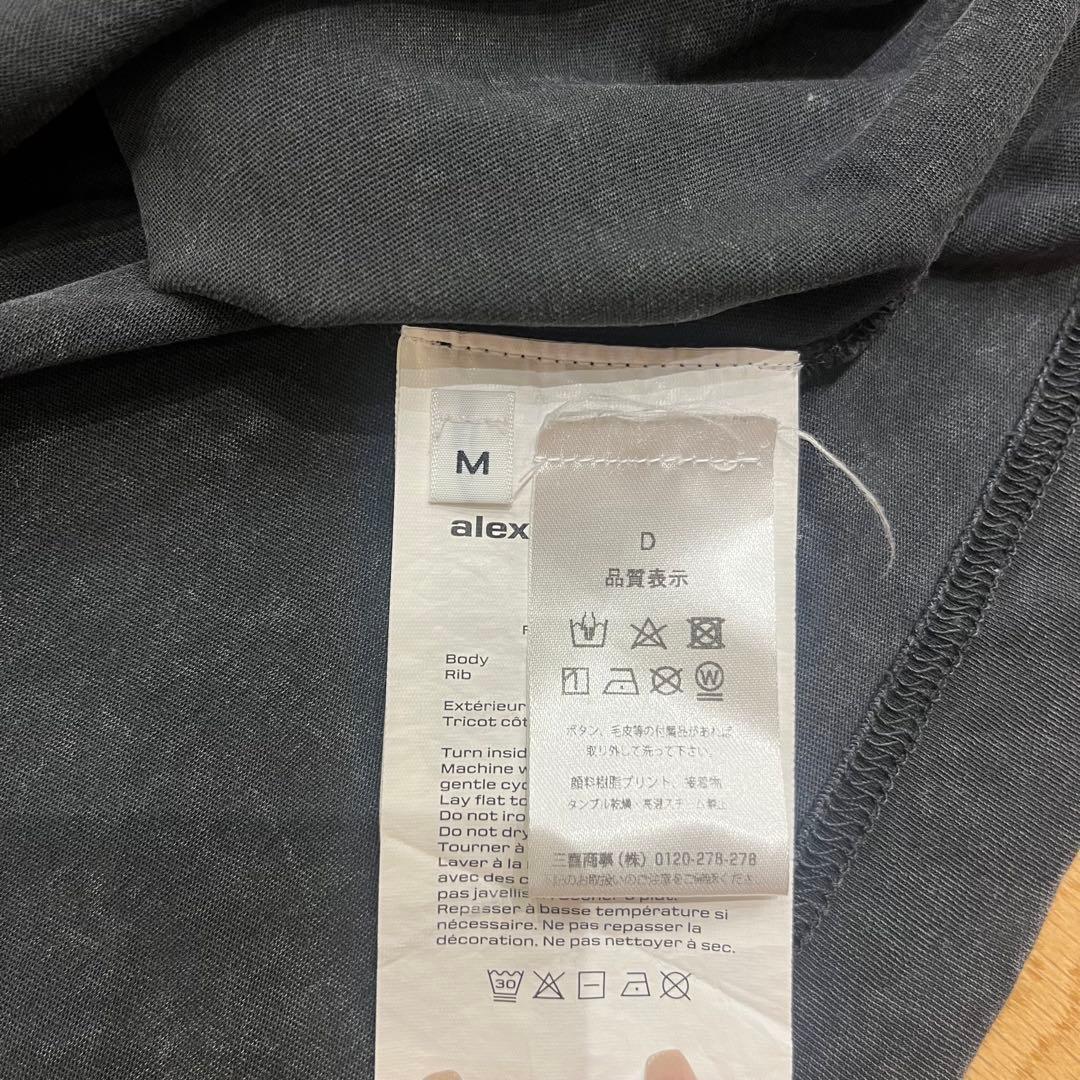 M
alex
D
品質表示
W
Body
Rib
Extérieur
Tricot côt
ボタン、毛皮等の付属品があれば
取り外して洗って下さい。
顔料樹脂プリント、接着物
タンブル乾燥・高温スチーム禁止
三喜商事(株) 0120-278-278
Turn insid
Machine w
gentle cyc
Lay flat to
Do not iro
Do not dry
Tourner à
Laver à la
avec des c
pas javellis
Repasser à basse température si
nécessaire. Ne pas repasser la
décoration. Ne pas nettoyer à sec.
30